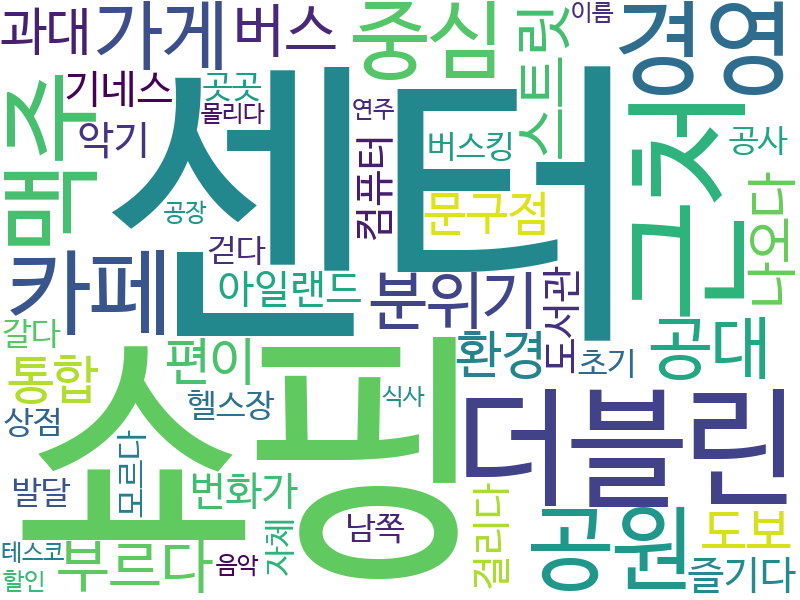 과대
가게
버스
중심
스트릿
이름
경영
기네스
곳곳
몰리다
연주
맥주
악기
센터
컴퓨터
버스킹
근처
공사
공장
문구점
걷다
나오다
카페
아일랜드
분위기
도서관
갈다
통합
편이
환경
초기
공대
쇼핑
헬스장
식사
더블린
상점
모르다
발달
번화가
걸리다
남쪽
자체
공원
도보
테스코
부르다
음악
할인
즐기다